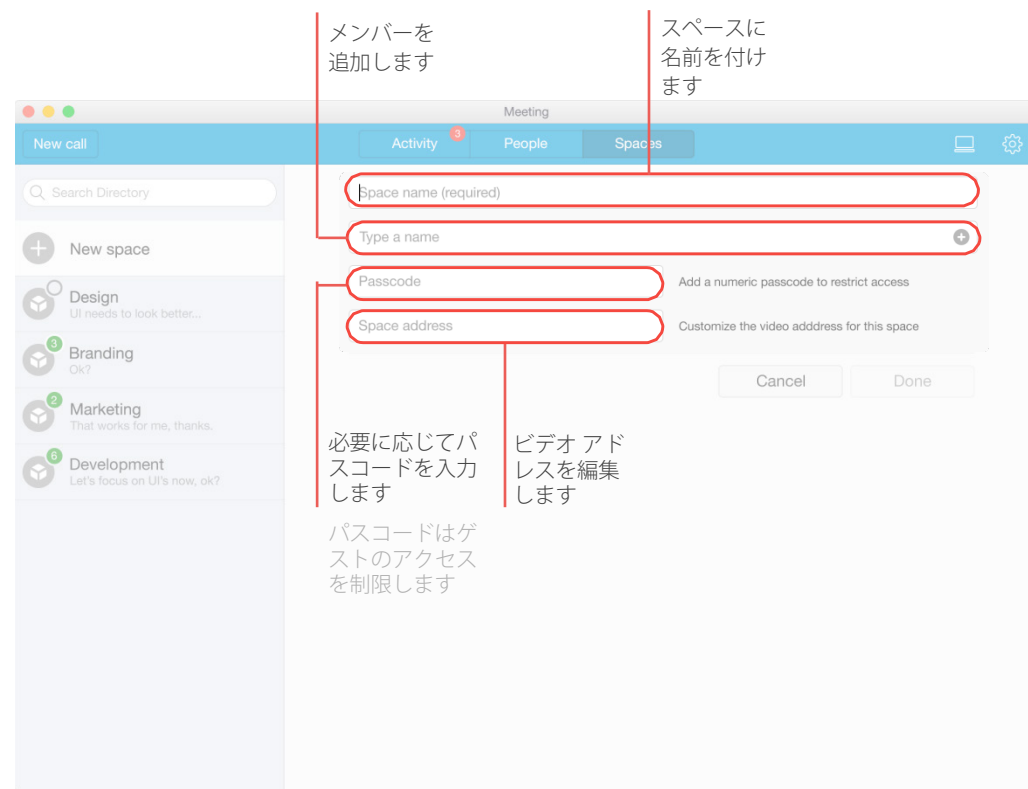 メンバーを
追加します
スペースに
名前を付け
ます
Meeting
New call
Activity
3
People
Spaces
Search Directory
New space
Design
UI needs to look better...
3
Branding
Ok?
2
Marketing
That works for me, thanks.
6
Development
Let's focus on UI's now, ok?
Space name (required)
Type a name
Passcode
Add a numeric passcode to restrict access
Space address
Customize the video adddress for this space
Cancel
Done
必要に応じてパ
スコードを入力
します
パスコードはゲ
ストのアクセス
を制限します
ビデオ アド
レスを編集
します